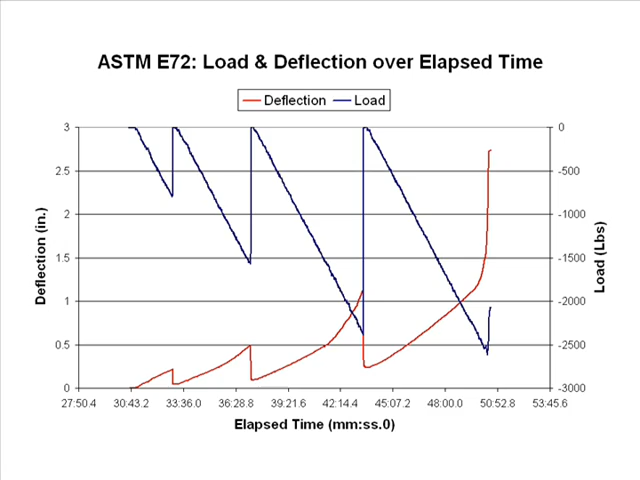 ASTM E72: Load & Deflection over Elapsed Time
Deflection Load
3 0
2.5 -500
2 -1000
1.5 -1500
1 -2000
0.5 -2500
0 -3000
Deflection (in.)
Load (Lbs)
27:50.4 30:43.2 33:36.0 36:28.8 39:21.6 42:14.4 45:07.2 48:00.0 50:52.8 53:45.6
Elapsed Time (mm:ss.0)